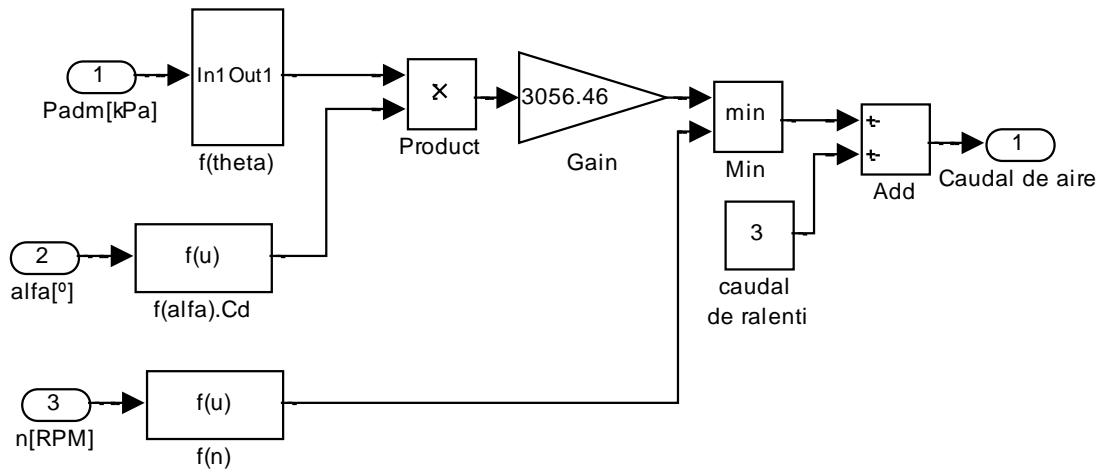 1
Padm[kPa]
In1
Out1
f(theta)
×
Product
3056.46
Gain
min
Min
+
+
Add
1
Caudal de aire
3
caudal
de ralenti
2
alfa[º]
f(u)
f(alfa).Cd
3
n[RPM]
f(u)
f(n)